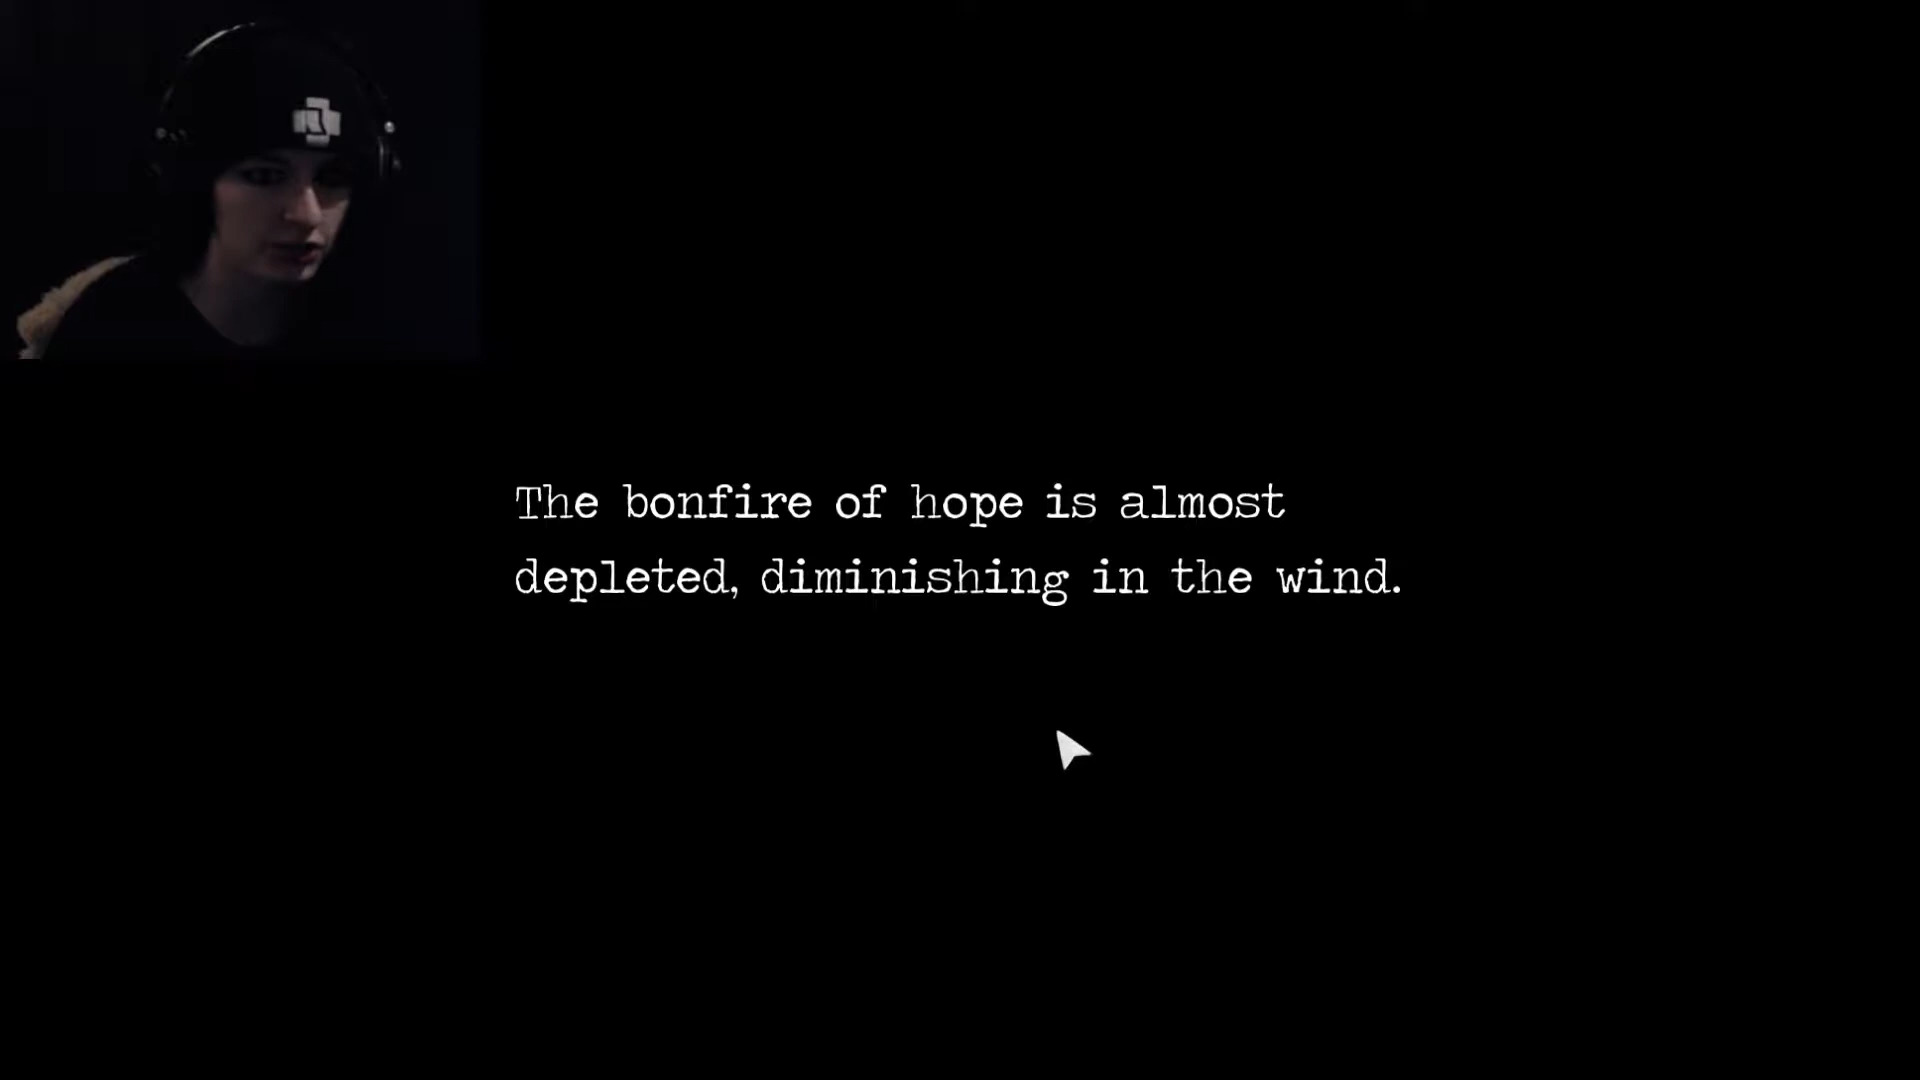 The bonfire of hope is almost
depleted, diminishing in the wind.